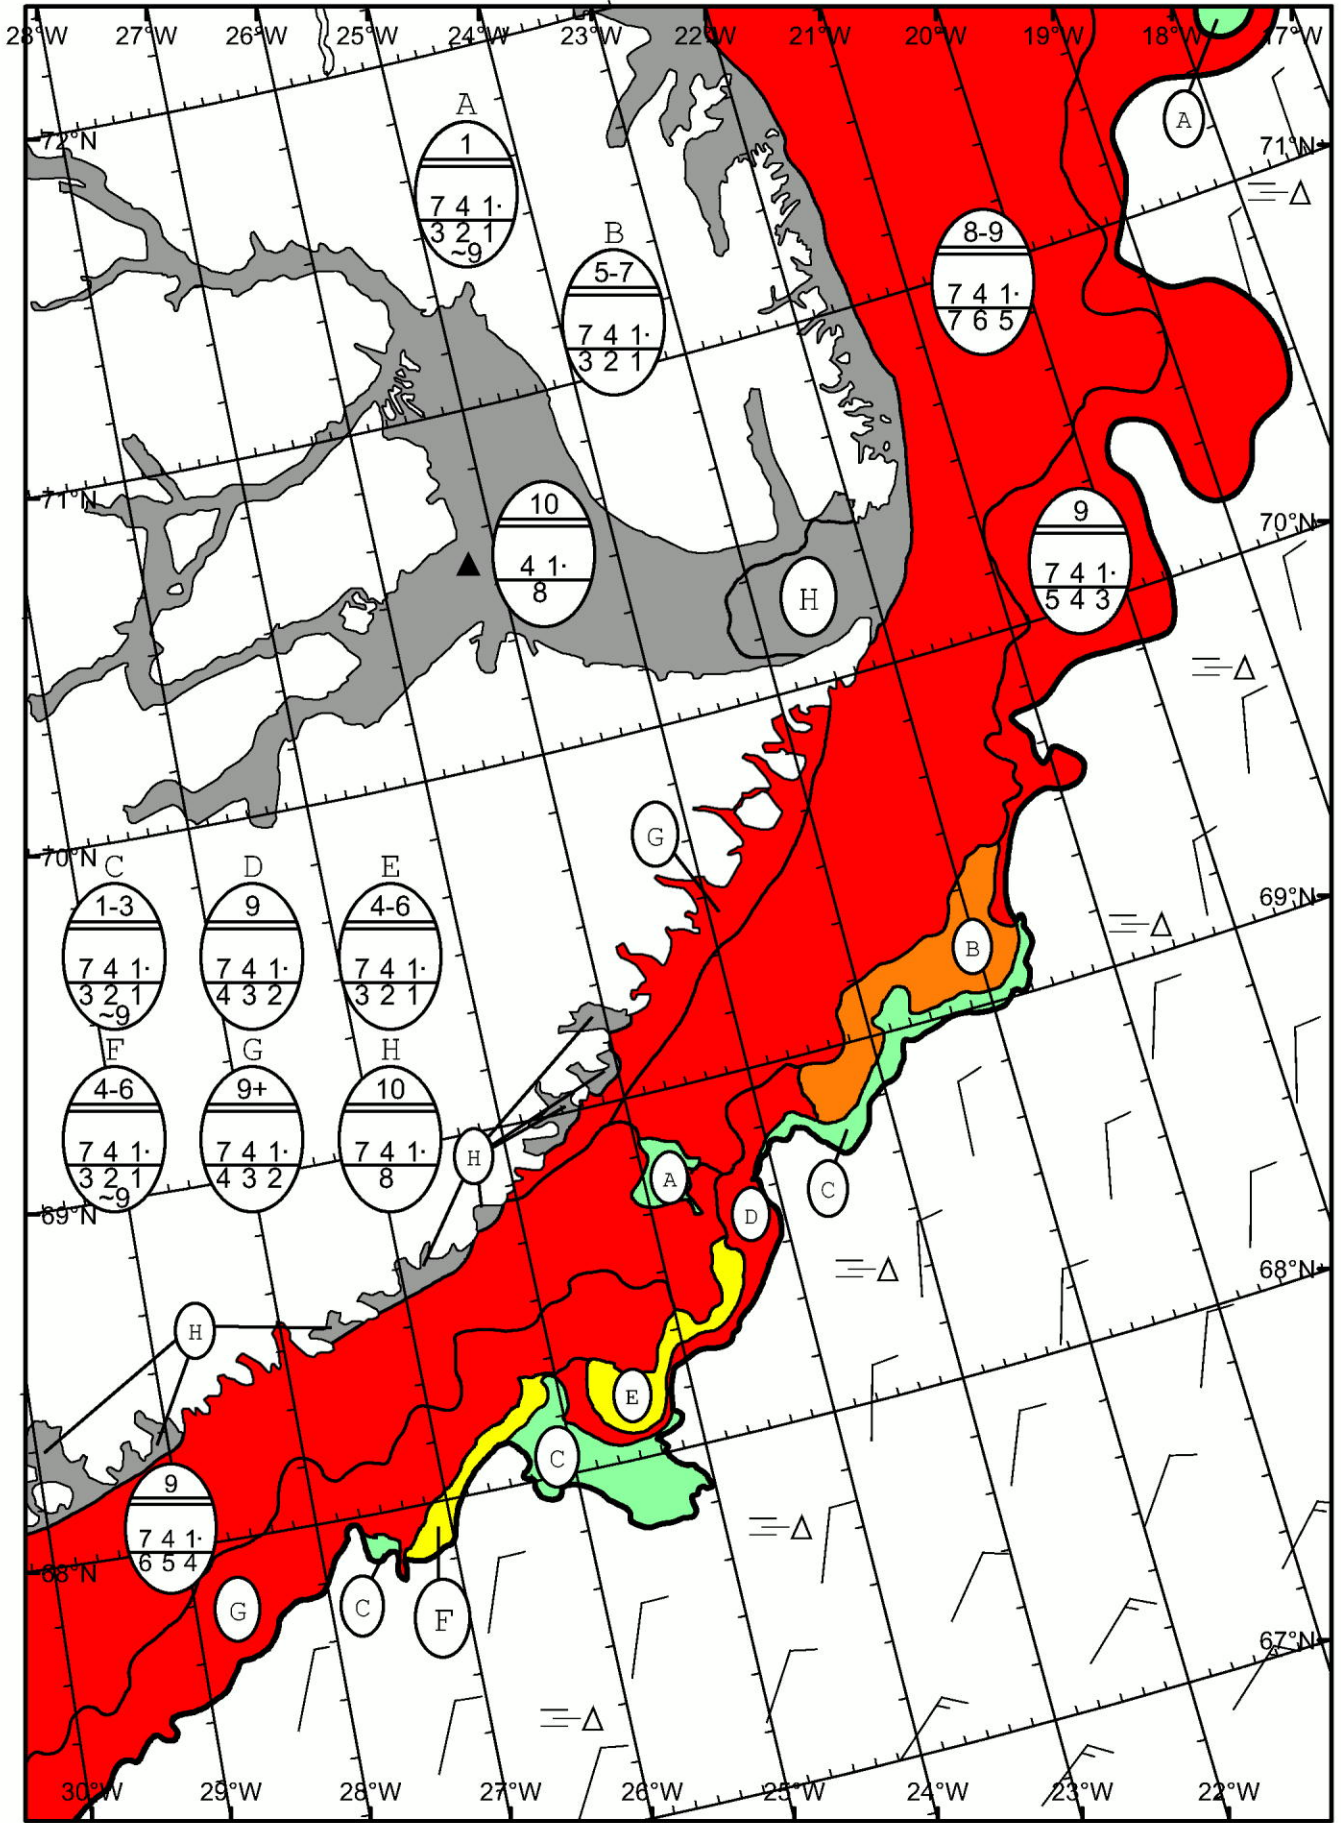 28°W 27°W 26°W 25°W 24°W 23°W 22°W 21°W 20°W 19°W 18°W 17°W
A
72°N
1
7 4 1·
3 2 1
~9
A
71°N
B
5-7
7 4 1·
3 2 1
8-9
7 4 1·
7 6 5
71°N
10
4 1·
8
9
7 4 1·
5 4 3
70°N
H
G
70°N
C D E
1-3 9 4-6
7 4 1· 7 4 1· 7 4 1·
3 2 1 4 3 2 3 2 1
~9
69°N
B
F G H
4-6 9+ 10
7 4 1· 7 4 1· 7 4 1·
3 2 1 4 3 2 8
~9
H
A
C
D
69°N
68°N
H
E
C
9
7 4 1·
6 5 4
68°N
G
C
F
67°N
30°W 29°W 28°W 27°W 26°W 25°W 24°W 23°W 22°W